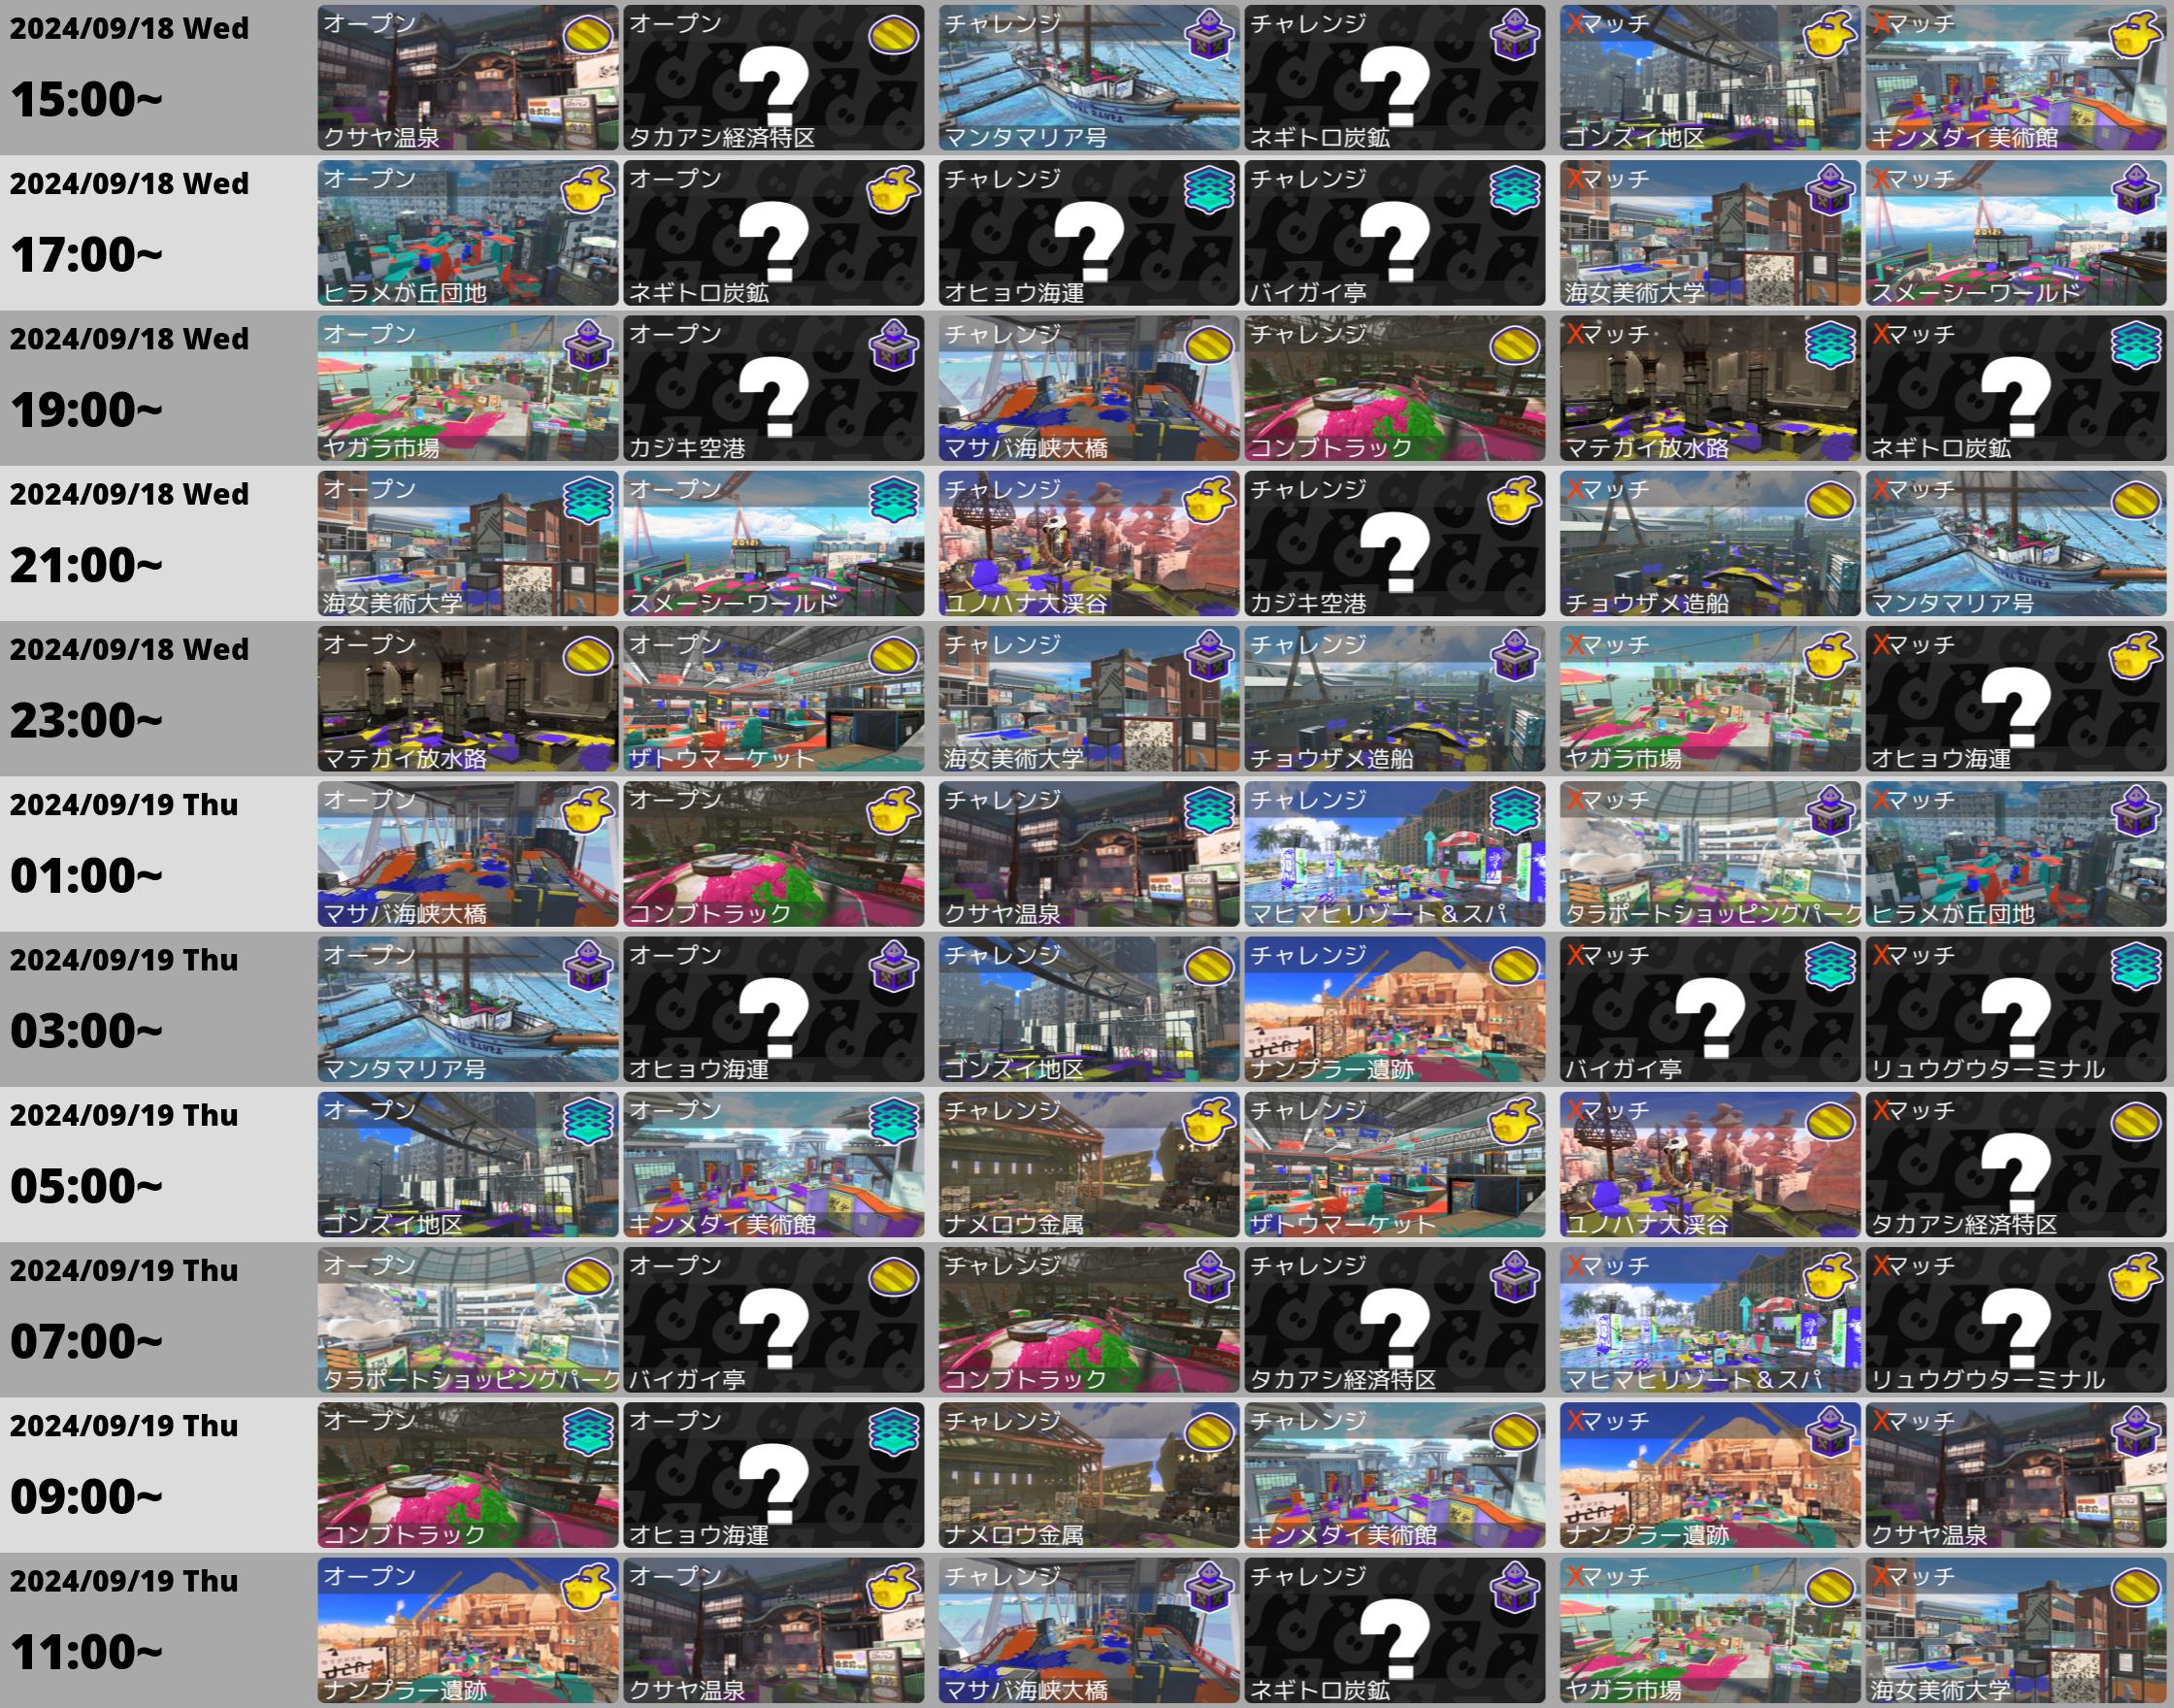 2024/09/18 Wed
15:00~
オープン
クサヤ温泉
オープン
タカアシ経済特区
チャレンジ
マンタマリア号
チャレンジ
ネギトロ炭鉱
Xマッチ
ゴンズイ地区
Xマッチ
キンメダイ美術館
2024/09/18 Wed
17:00~
オープン
ヒラメが丘団地
オープン
ネギトロ炭鉱
チャレンジ
オヒョウ海運
チャレンジ
バイガイ亭
Xマッチ
海女美術大学
Xマッチ
スメーシーワールド
2024/09/18 Wed
19:00~
オープン
ヤガラ市場
オープン
カジキ空港
チャレンジ
マサバ海峡大橋
チャレンジ
コンブトラック
Xマッチ
マテガイ放水路
Xマッチ
ネギトロ炭鉱
2024/09/18 Wed
21:00~
オープン
海女美術大学
オープン
スメーシーワールド
チャレンジ
ユノハナ大渓谷
チャレンジ
カジキ空港
Xマッチ
チョウザメ造船
Xマッチ
マンタマリア号
2024/09/18 Wed
23:00~
オープン
マテガイ放水路
オープン
ザトウマーケット
チャレンジ
海女美術大学
チャレンジ
チョウザメ造船
Xマッチ
ヤガラ市場
Xマッチ
オヒョウ海運
2024/09/19 Thu
01:00~
オープン
マサバ海峡大橋
オープン
コンブトラック
チャレンジ
クサヤ温泉
チャレンジ
マヒマヒリゾート＆スパ
Xマッチ
タラポートショッピングパーク
Xマッチ
ヒラメが丘団地
2024/09/19 Thu
03:00~
オープン
マンタマリア号
オープン
オヒョウ海運
チャレンジ
ゴンズイ地区
チャレンジ
ナンプラー遺跡
Xマッチ
バイガイ亭
Xマッチ
リュウグウターミナル
2024/09/19 Thu
05:00~
オープン
ゴンズイ地区
オープン
キンメダイ美術館
チャレンジ
ナメロウ金属
チャレンジ
ザトウマーケット
Xマッチ
ユノハナ大渓谷
Xマッチ
タカアシ経済特区
2024/09/19 Thu
07:00~
オープン
タラポートショッピングパーク
オープン
バイガイ亭
チャレンジ
コンブトラック
チャレンジ
タカアシ経済特区
Xマッチ
マヒマヒリゾート＆スパ
Xマッチ
リュウグウターミナル
2024/09/19 Thu
09:00~
オープン
コンブトラック
オープン
オヒョウ海運
チャレンジ
ナメロウ金属
チャレンジ
キンメダイ美術館
Xマッチ
ナンプラー遺跡
Xマッチ
クサヤ温泉
2024/09/19 Thu
11:00~
オープン
ナンプラー遺跡
オープン
クサヤ温泉
チャレンジ
マサバ海峡大橋
チャレンジ
ネギトロ炭鉱
Xマッチ
ヤガラ市場
Xマッチ
海女美術大学